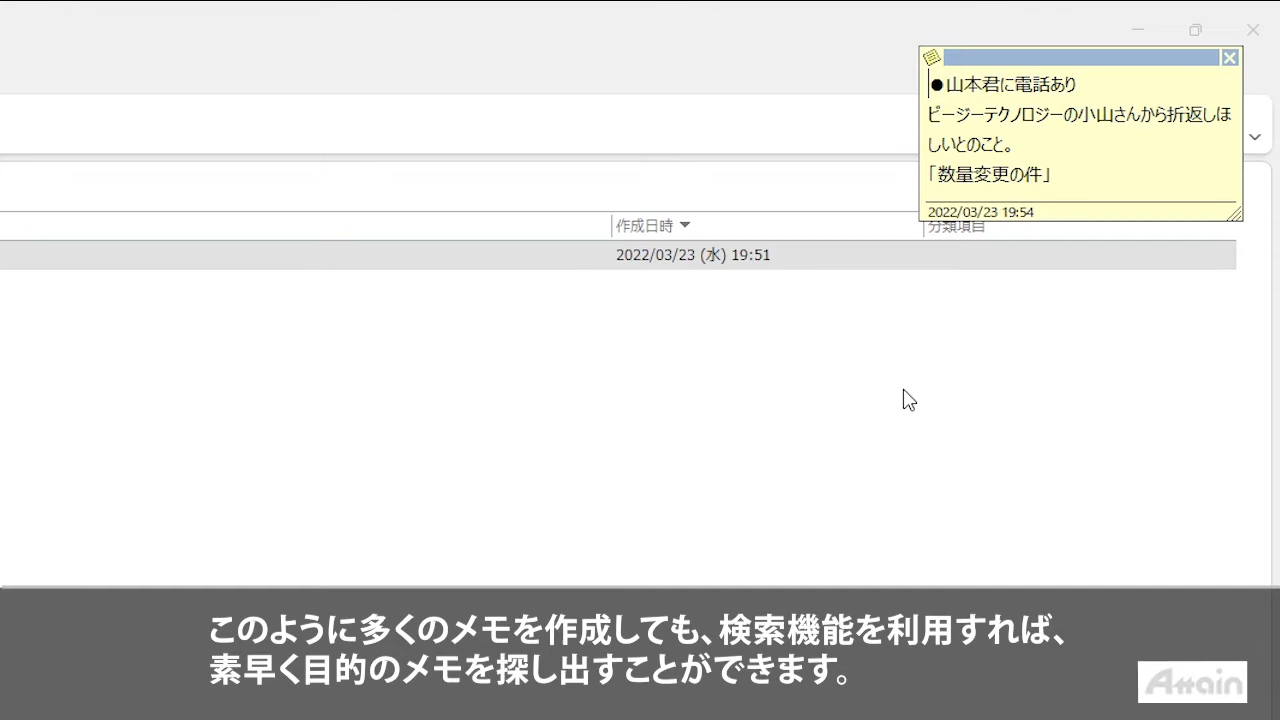 ●山本君に電話あり
ビージーテクノロジーの小山さんから折返しほ
しいとのこと。
「数量変更の件」
2022/03/23 19:54
作成日時
分類項目
2022/03/23 (水) 19:51
このように多くのメモを作成しても、検索機能を利用すれば、
素早く目的のメモを探し出すことができます。
Attain